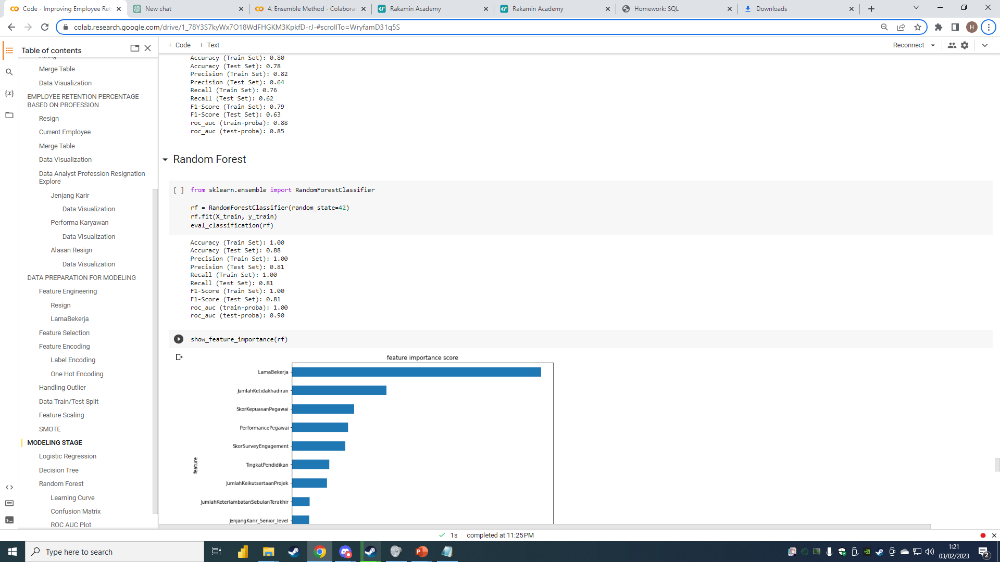 Code - Improving Employee Ret
New chat
4. Ensemble Method - Colaborat
Rakamin Academy
Rakamin Academy
Homework: SQL
Downloads
colab.research.google.com/drive/1_78Y3S7kyWx7O18WdFHGKM3KpkfD-rJ-#scrollTo=WryfamD31q5S
H
Table of contents
+ Code
+ Text
Reconnect
Merge Table
Data Visualization
EMPLOYEE RETENTION PERCENTAGE
BASED ON PROFESSION
Resign
Current Employee
Merge Table
Data Visualization
Data Analyst Profession Resignation
Explore
Jenjang Karir
Data Visualization
Performa Karyawan
Data Visualization
Alasan Resign
Data Visualization
DATA PREPARATION FOR MODELING
Feature Engineering
Resign
LamaBekerja
Feature Selection
Feature Encoding
Label Encoding
One Hot Encoding
Handling Outlier
Data Train/Test Split
Feature Scaling
SMOTE
MODELING STAGE
Logistic Regression
Decision Tree
Random Forest
Learning Curve
Confusion Matrix
ROC AUC Plot
Accuracy (Train Set): 0.80
Accuracy (Test Set): 0.78
Precision (Train Set): 0.82
Precision (Test Set): 0.64
Recall (Train Set): 0.76
Recall (Test Set): 0.62
F1-Score (Train Set): 0.79
F1-Score (Test Set): 0.63
roc_auc (train-proba): 0.88
roc_auc (test-proba): 0.85
Random Forest
[ ] from sklearn.ensemble import RandomForestClassifier
rf = RandomForestClassifier(random_state=42)
rf.fit(X_train, y_train)
eval_classification(rf)
Accuracy (Train Set): 1.00
Accuracy (Test Set): 0.88
Precision (Train Set): 1.00
Precision (Test Set): 0.81
Recall (Train Set): 1.00
Recall (Test Set): 0.81
F1-Score (Train Set): 1.00
F1-Score (Test Set): 0.81
roc_auc (train-proba): 1.00
roc_auc (test-proba): 0.90
show_feature_importance(rf)
feature importance score
LamaBekerja
JumlahKetidakhadiran
SkorKepuasanPegawai
PerformancePegawai
SkorSurveyEngagement
TingkatPendidikan
JumlahKeikutsertaanProjek
JumlahKeterlambatanSebulanTerakhir
JenjangKarir_Senior_level
feature
1s completed at 11:25 PM
Type here to search
1:21
03/02/2023
2